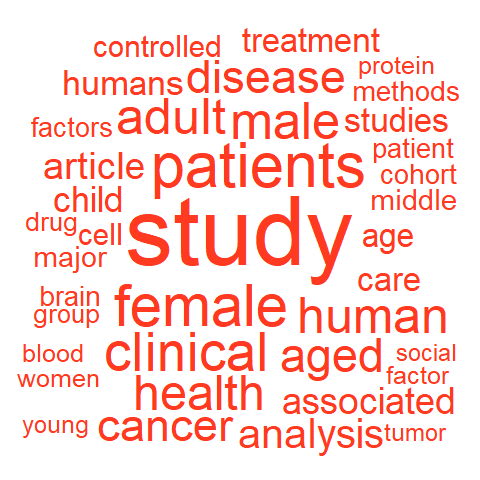 controlled treatment
humans disease protein
methods
factors adult male studies
article patients patient
cohort
child study middle
drug cell age
major
care
brain female human
group
blood clinical aged social
women health factor
associated
young cancer analysis tumor